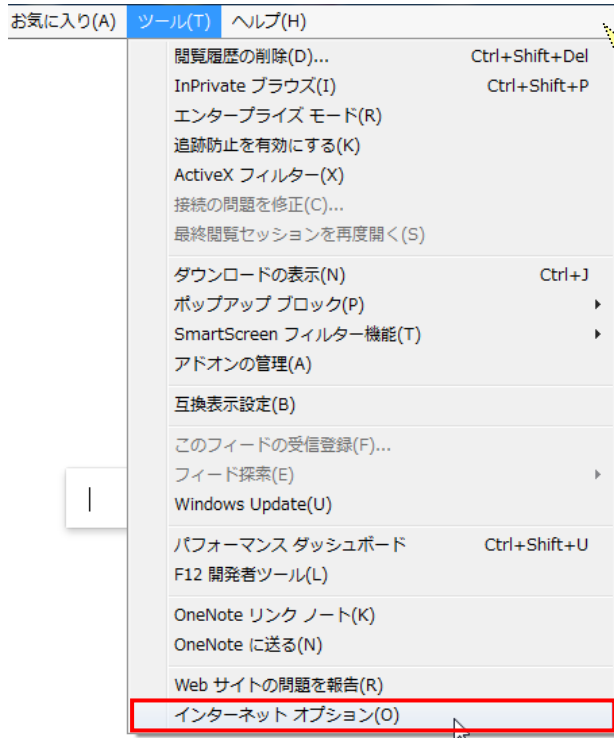 お気に入り(A) ツール(T) ヘルプ(H)
閲覧履歴の削除(D)... Ctrl+Shift+Del
InPrivate ブラウズ(I) Ctrl+Shift+P
エンタープライズ モード(R)
追跡防止を有効にする(K)
ActiveX フィルター(X)
接続の問題を修正(C)...
最終閲覧セッションを再度開く(S)
ダウンロードの表示(N) Ctrl+J
ポップアップ ブロック(P)
SmartScreen フィルター機能(T)
アドオンの管理(A)
互換表示設定(B)
このフィードの受信登録(F)...
フィード探索(E)
Windows Update(U)
パフォーマンス ダッシュボード Ctrl+Shift+U
F12 開発者ツール(L)
OneNote リンク ノート(K)
OneNote に送る(N)
Web サイトの問題を報告(R)
インターネット オプション(O)